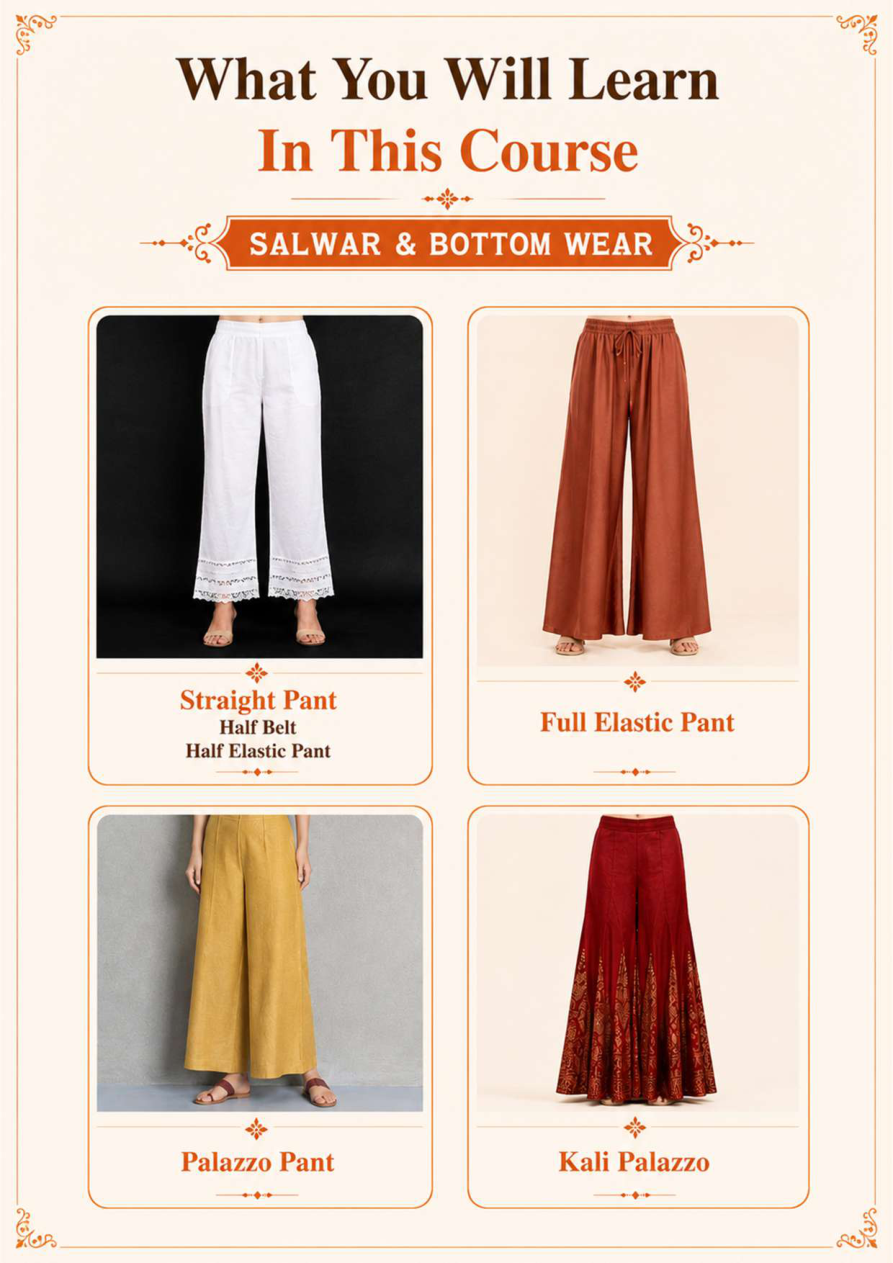 What You Will Learn
In This Course
SALWAR & BOTTOM WEAR
Straight Pant
Half Belt
Half Elastic Pant
Full Elastic Pant
Palazzo Pant
Kali Palazzo